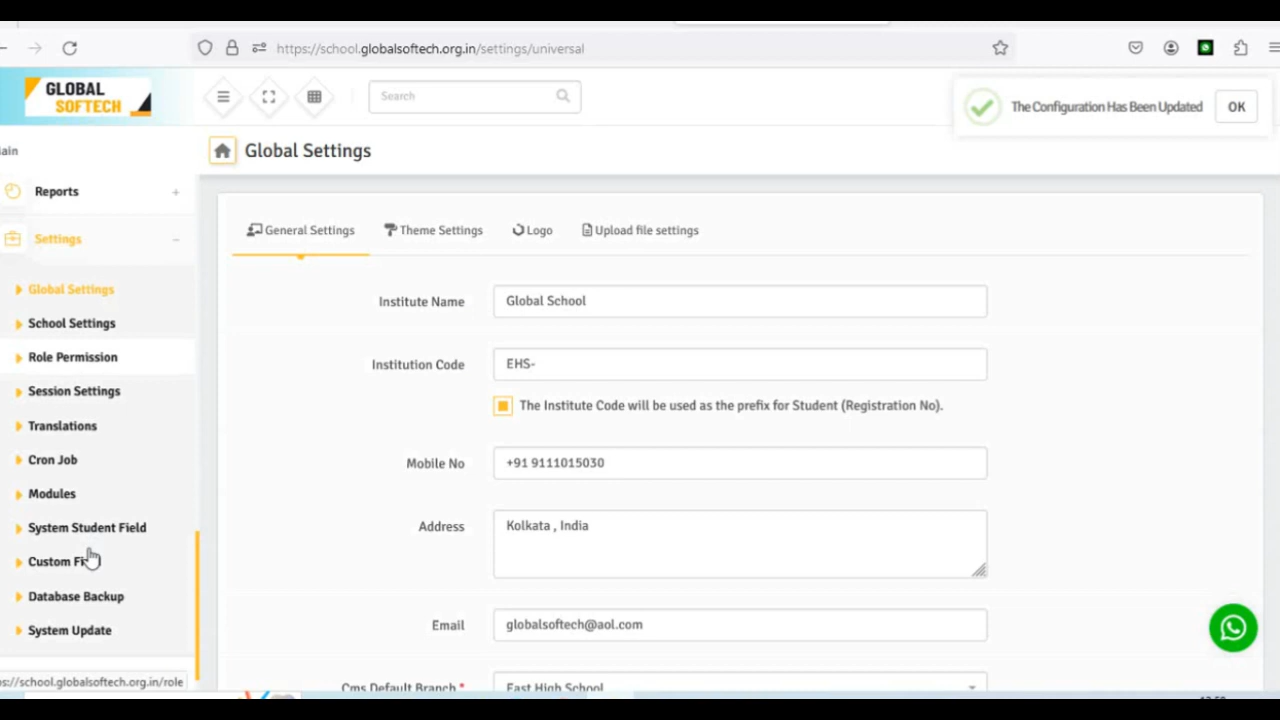 https://school.globalsoftech.org.in/settings/universal
GLOBAL
SOFTECH
Search
The Configuration Has Been Updated
OK
ain
Global Settings
Reports
Settings
Global Settings
School Settings
Role Permission
Session Settings
Translations
Cron Job
Modules
System Student Field
Custom Fi
Database Backup
System Update
ps://school.globalsoftech.org.in/role
General Settings
Theme Settings
Logo
Upload file settings
Institute Name
Global School
Institution Code
EHS-
The Institute Code will be used as the prefix for Student (Registration No).
Mobile No
+91 9111015030
Address
Kolkata , India
Email
globalsoftech@aol.com
Cms Default Branch *
East High School